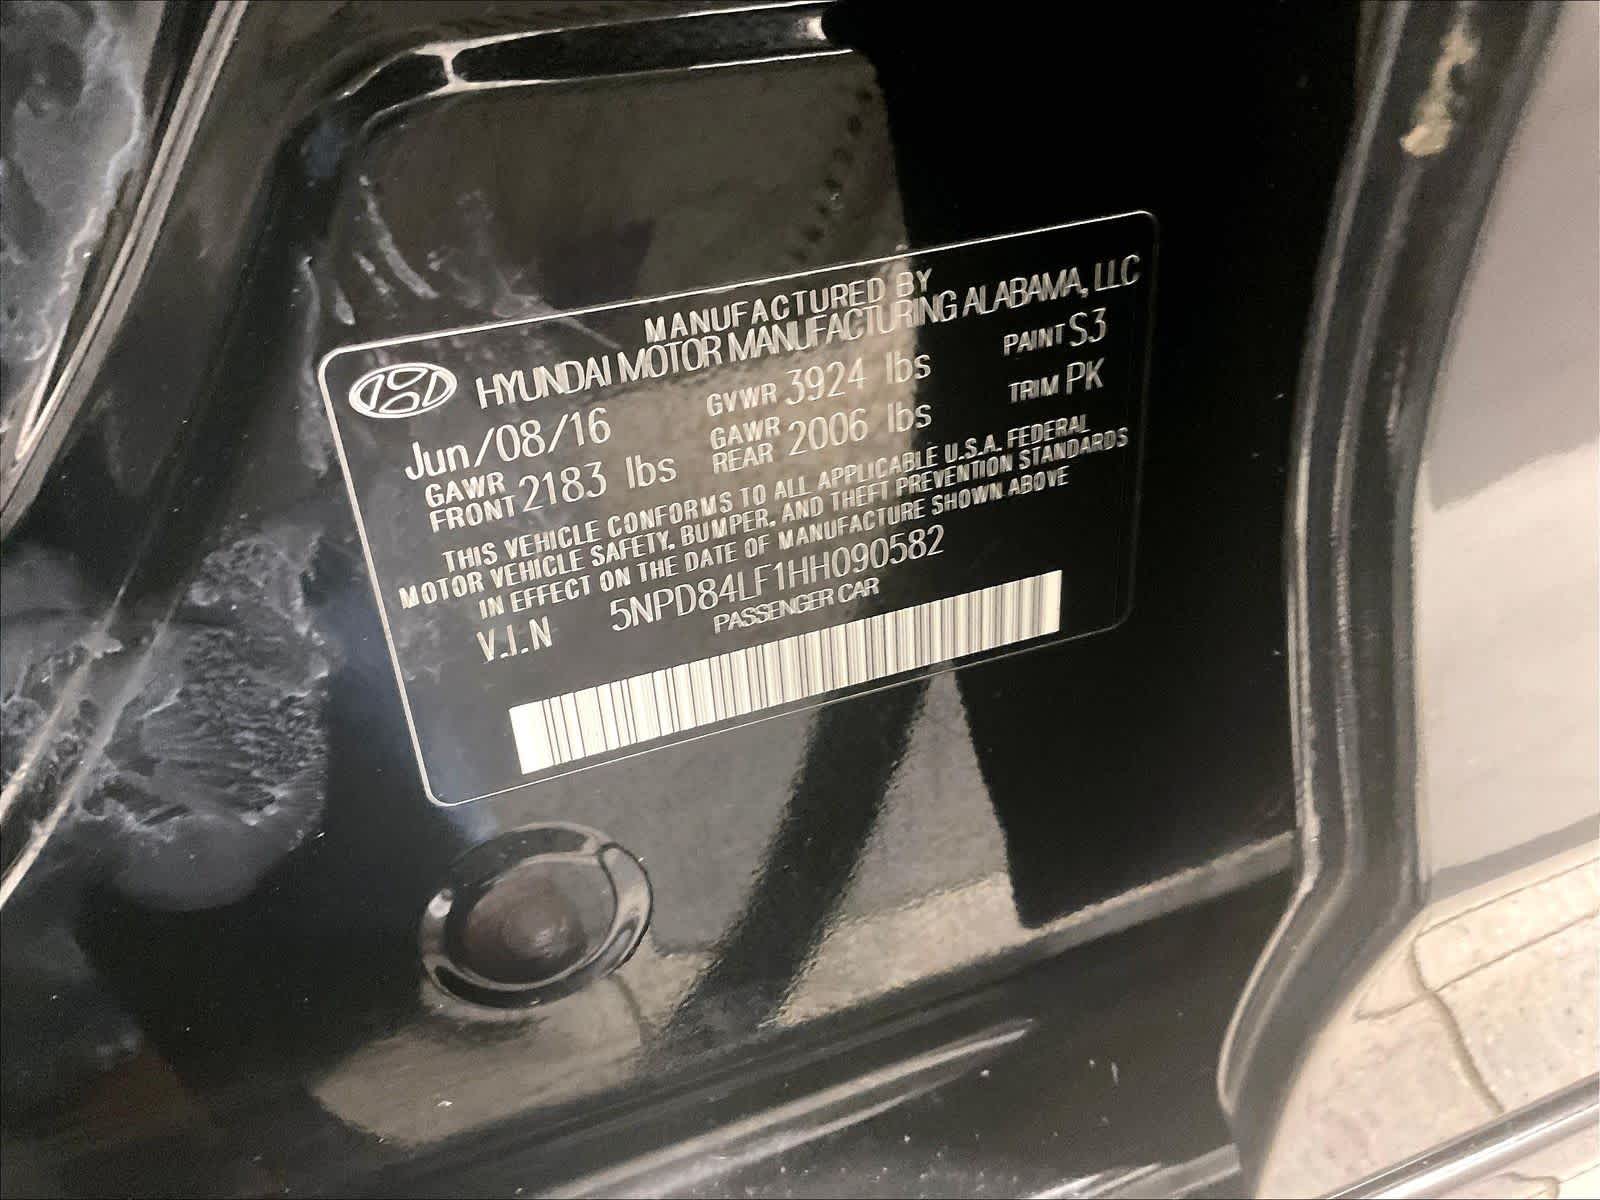 MANUFACTURED BY
HYUNDAI MOTOR MANUFACTURING ALABAMA, LLC
Jun/08/16 GVWR 3924 lbs PAINT S3
GAWR FRONT 2183 lbs GAWR REAR 2006 lbs TRIM PK
THIS VEHICLE CONFORMS TO ALL APPLICABLE U.S.A. FEDERAL
MOTOR VEHICLE SAFETY, BUMPER, AND THEFT PREVENTION STANDARDS
IN EFFECT ON THE DATE OF MANUFACTURE SHOWN ABOVE
V.I.N 5NPD84LF1HH090582
PASSENGER CAR